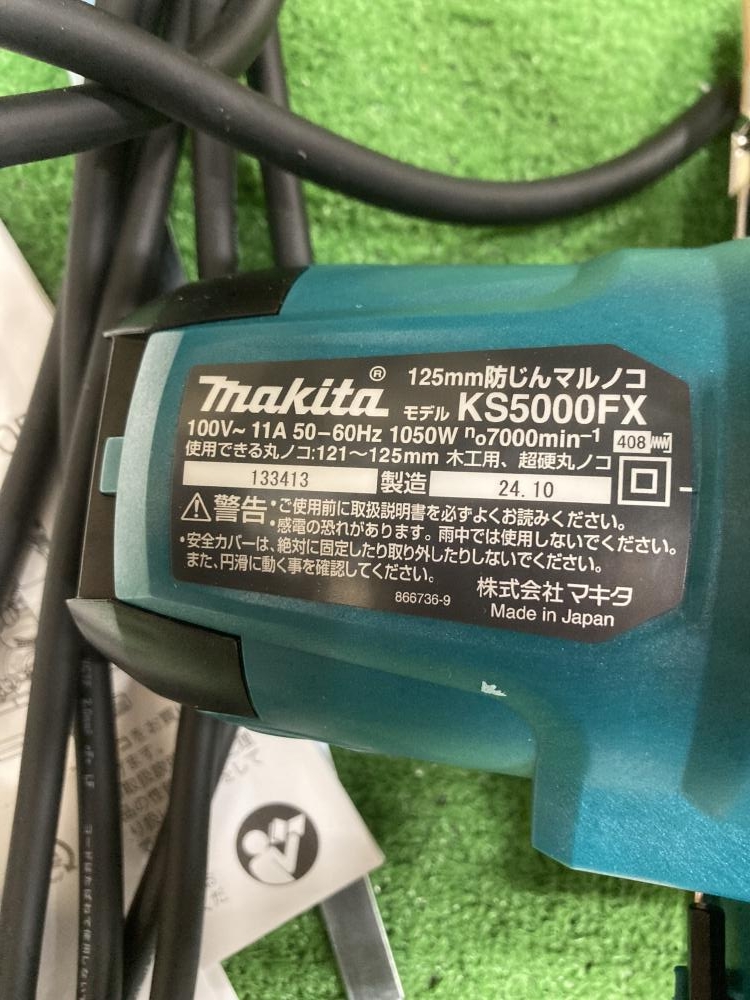 makita ® 125mm防じんマルノコ
モデル KS5000FX
100V~ 11A 50-60Hz 1050W n₀7000min⁻¹ 408
使用できる丸ノコ:121~125mm 木工用、超硬丸ノコ
133413 製造 24.10
⚠警告 •ご使用前に取扱説明書を必ずよくお読みください。
•感電の恐れがあります。雨中では使用しないでください。
•安全カバーは、絶対に固定したり取り外したりしないでください。
また、円滑に動く事を確認してください。
866736-9
株式会社 マキタ
Made in Japan